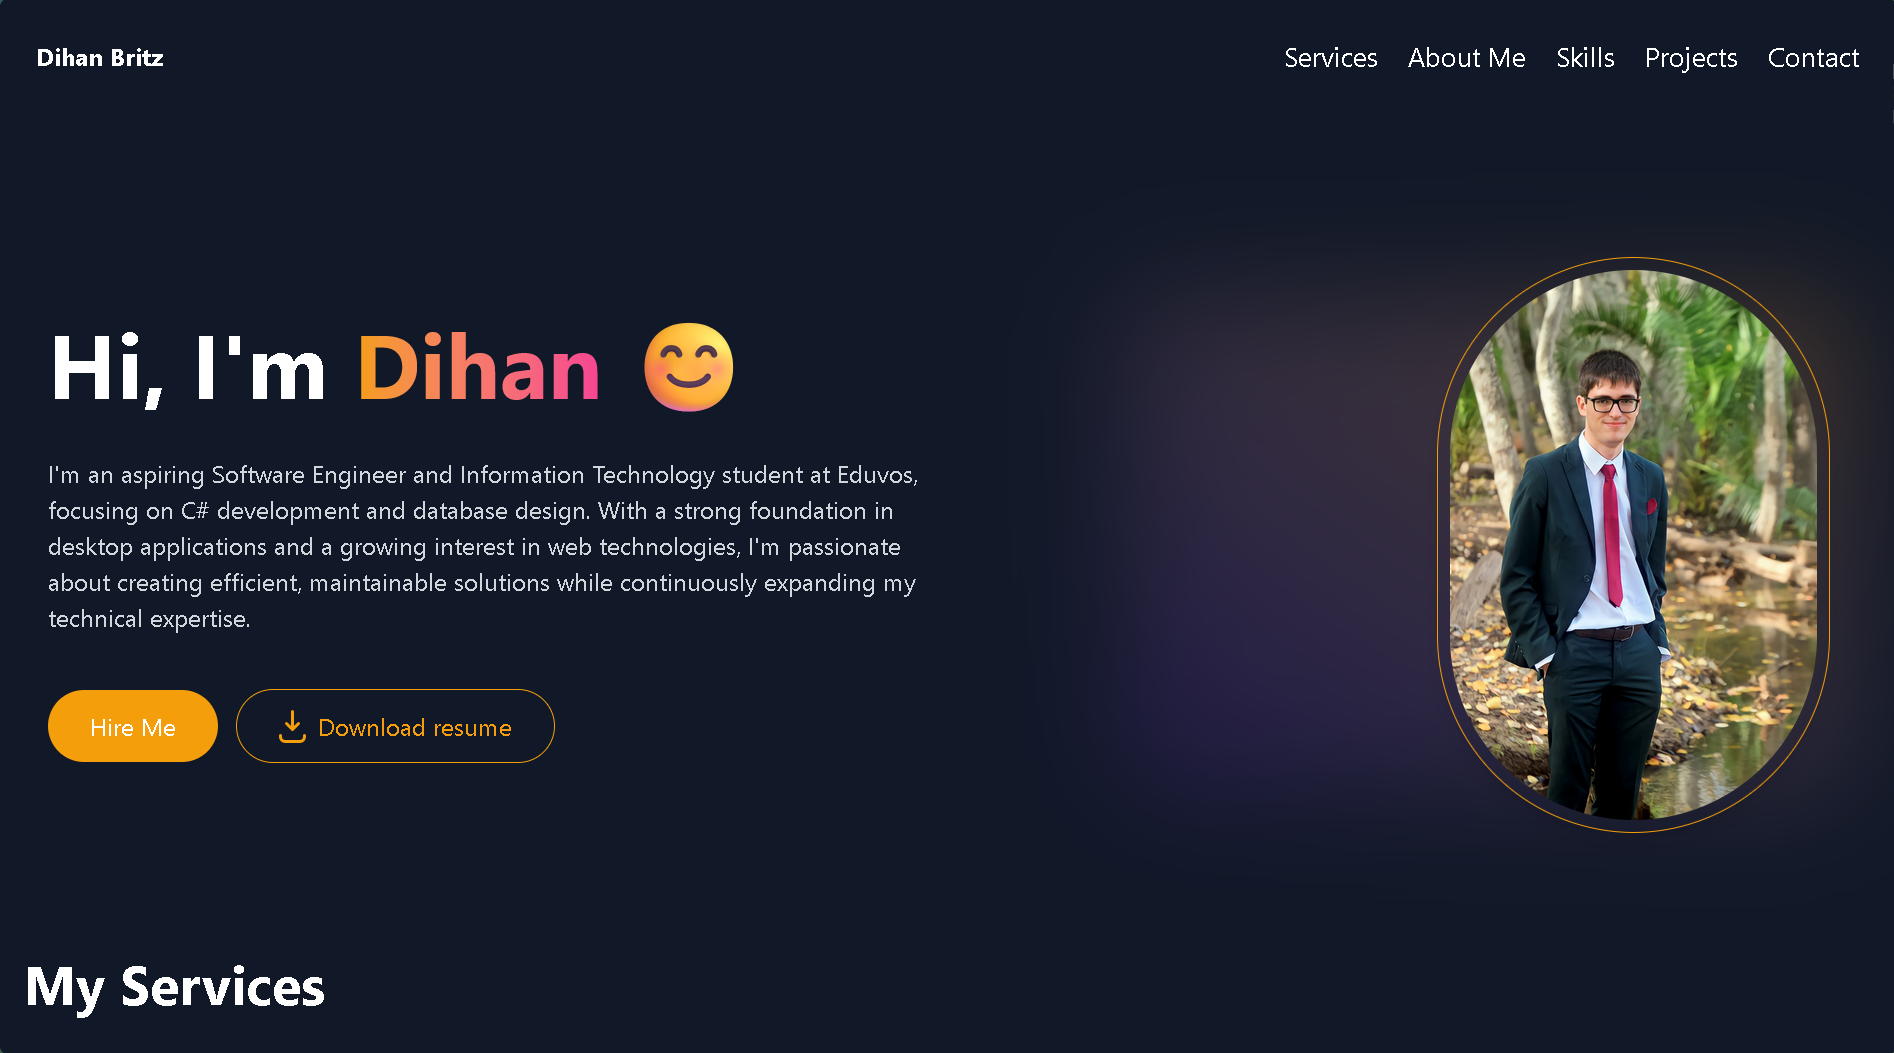 Dihan Britz
Services About Me Skills Projects Contact
Hi, I'm Dihan 😊
I'm an aspiring Software Engineer and Information Technology student at Eduvos,
focusing on C# development and database design. With a strong foundation in
desktop applications and a growing interest in web technologies, I'm passionate
about creating efficient, maintainable solutions while continuously expanding my
technical expertise.
Hire Me
Download resume
My Services